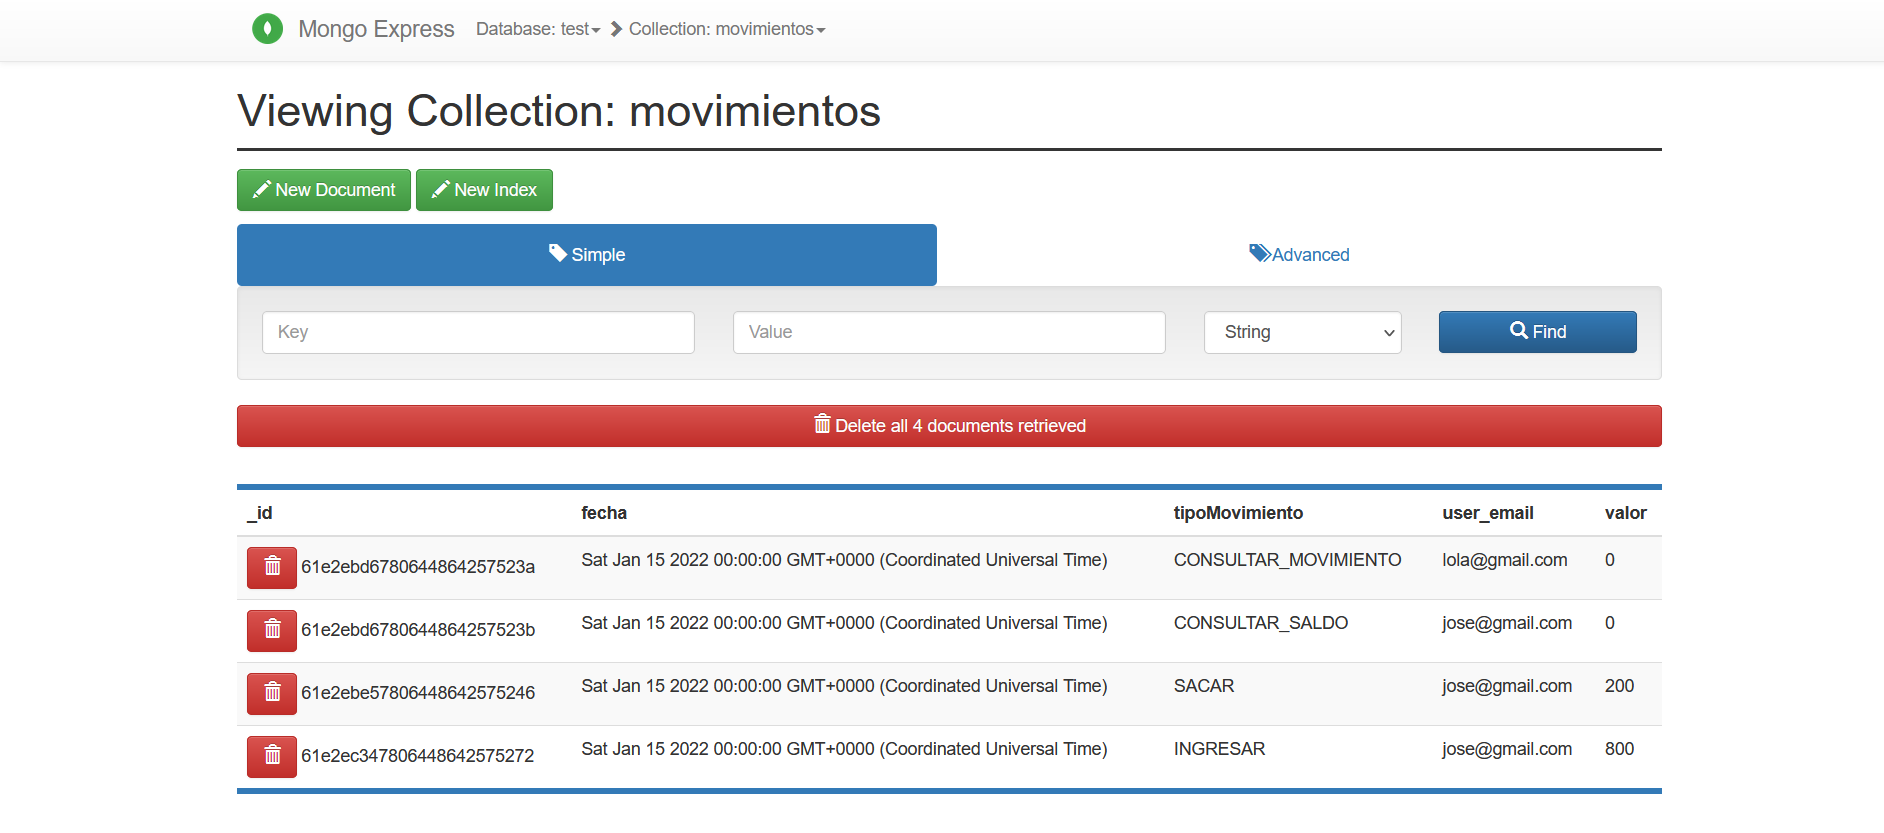 Mongo Express Database: test Collection: movimientos
Viewing Collection: movimientos
New Document New Index
Simple Advanced
Key Value String Find
Delete all 4 documents retrieved
_id fecha tipoMovimiento user_email valor
61e2ebd6780644864257523a Sat Jan 15 2022 00:00:00 GMT+0000 (Coordinated Universal Time) CONSULTAR_MOVIMIENTO lola@gmail.com 0
61e2ebd6780644864257523b Sat Jan 15 2022 00:00:00 GMT+0000 (Coordinated Universal Time) CONSULTAR_SALDO jose@gmail.com 0
61e2ebe57806448642575246 Sat Jan 15 2022 00:00:00 GMT+0000 (Coordinated Universal Time) SACAR jose@gmail.com 200
61e2ec347806448642575272 Sat Jan 15 2022 00:00:00 GMT+0000 (Coordinated Universal Time) INGRESAR jose@gmail.com 800